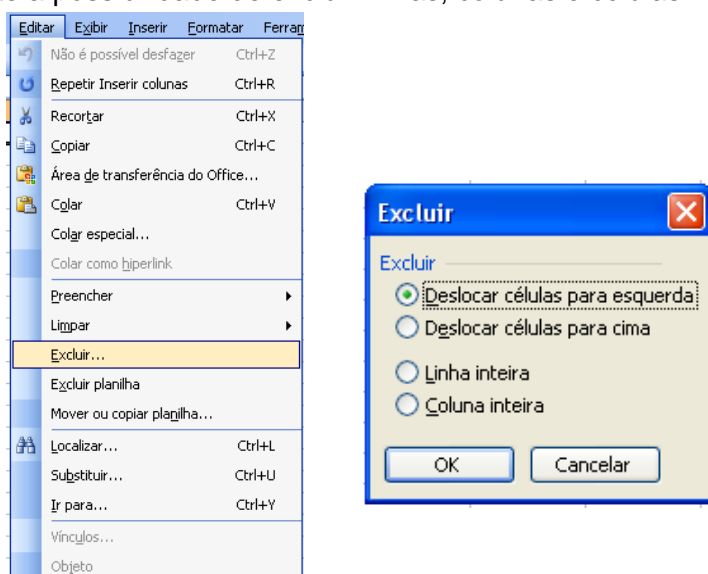 Editar Exibir Inserir Formatar
Não é possível desfazer Ctrl+Z
Repetir Inserir colunas Ctrl+R
Recortar Ctrl+X
Copiar Ctrl+C
Área de transferência do Office...
Colar Ctrl+V
Colar especial...
Colar como hiperlink
Preencher
Limpar
Excluir...
Excluir planilha
Mover ou copiar planilha...
Localizar... Ctrl+L
Substituir... Ctrl+U
Ir para... Ctrl+Y
Vínculos...
Objeto
Excluir
Excluir
Deslocar células para esquerda
Deslocar células para cima
Linha inteira
Coluna inteira
OK Cancelar